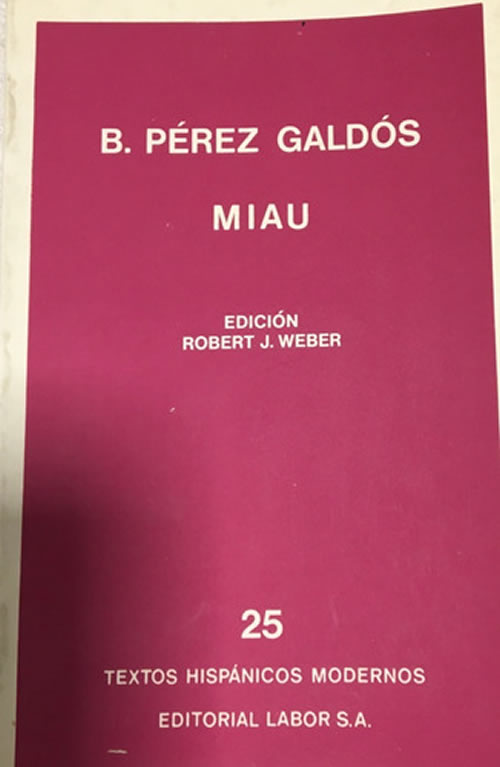 B. PÉREZ GALDÓS
MIAU
EDICIÓN
ROBERT J. WEBER
25
TEXTOS HISPÁNICOS MODERNOS
EDITORIAL LABOR S.A.